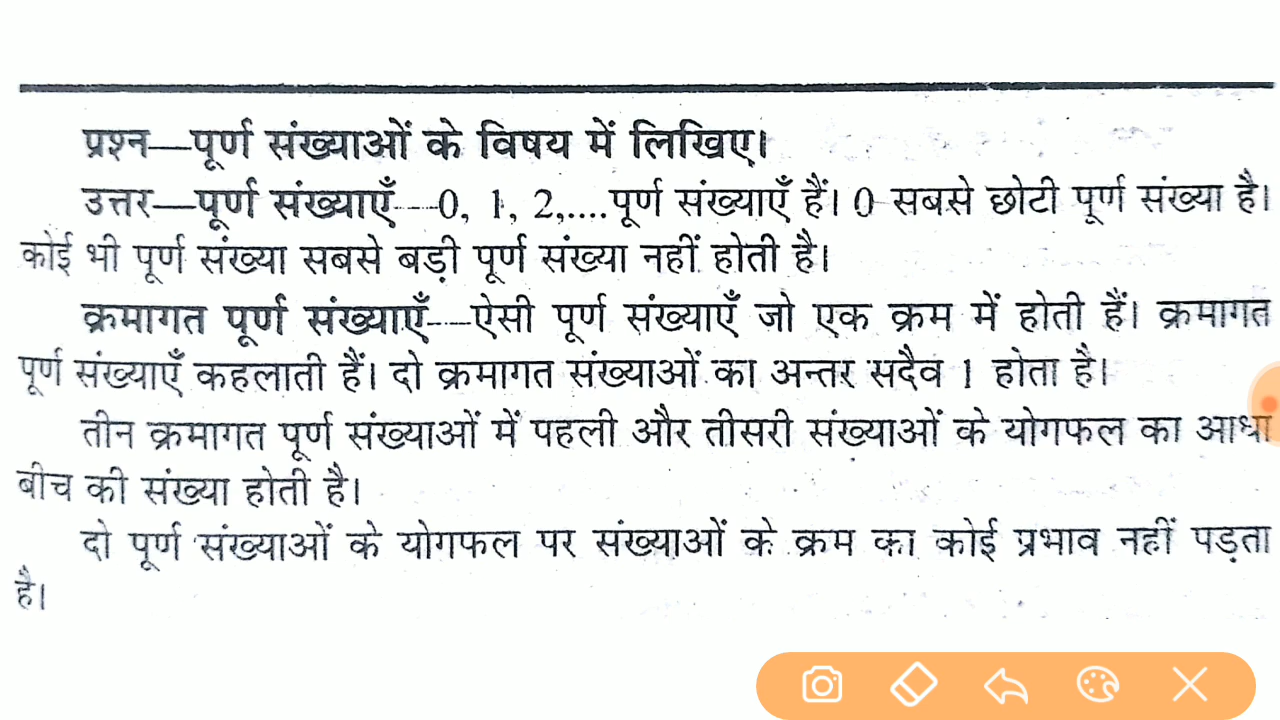 प्रश्न—पूर्ण संख्याओं के विषय में लिखिए।
उत्तर—पूर्ण संख्याएँ—0, 1, 2,....पूर्ण संख्याएँ हैं। 0 सबसे छोटी पूर्ण संख्या है।
कोई भी पूर्ण संख्या सबसे बड़ी पूर्ण संख्या नहीं होती है।
क्रमागत पूर्ण संख्याएँ—ऐसी पूर्ण संख्याएँ जो एक क्रम में होती हैं। क्रमागत
पूर्ण संख्याएँ कहलाती हैं। दो क्रमागत संख्याओं का अन्तर सदैव 1 होता है।
तीन क्रमागत पूर्ण संख्याओं में पहली और तीसरी संख्याओं के योगफल का आधा
बीच की संख्या होती है।
दो पूर्ण संख्याओं के योगफल पर संख्याओं के क्रम का कोई प्रभाव नहीं पड़ता
है।